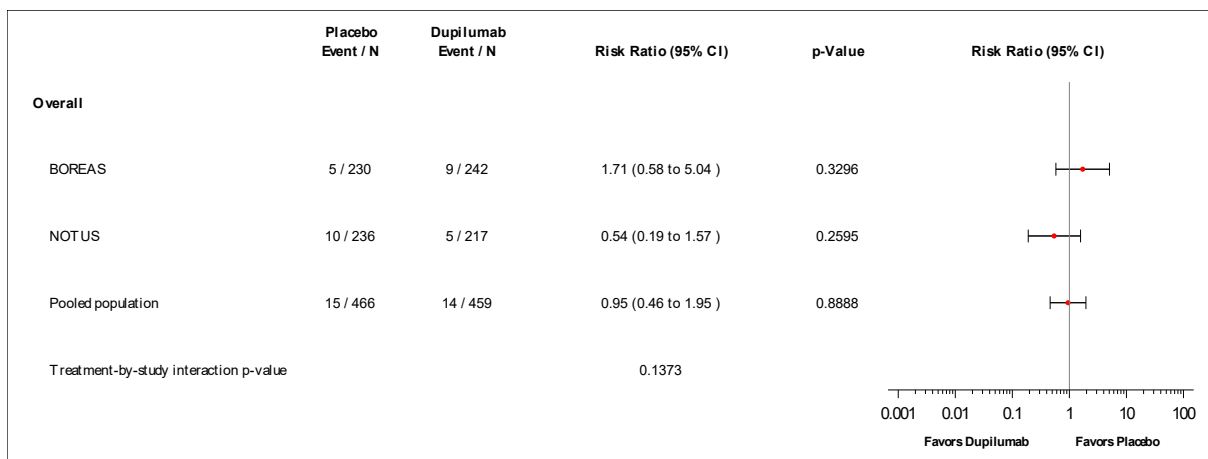 Placebo Dupilumab
Event / N Event / N Risk Ratio (95% CI) p-Value Risk Ratio (95% CI)
Overall
BOREAS 5 / 230 9 / 242 1.71 (0.58 to 5.04 ) 0.3296
NOTUS 10 / 236 5 / 217 0.54 (0.19 to 1.57 ) 0.2595
Pooled population 15 / 466 14 / 459 0.95 (0.46 to 1.95 ) 0.8888
Treatment-by-study interaction p-value 0.1373
0.001 0.01 0.1 1 10 100
Favors Dupilumab Favors Placebo